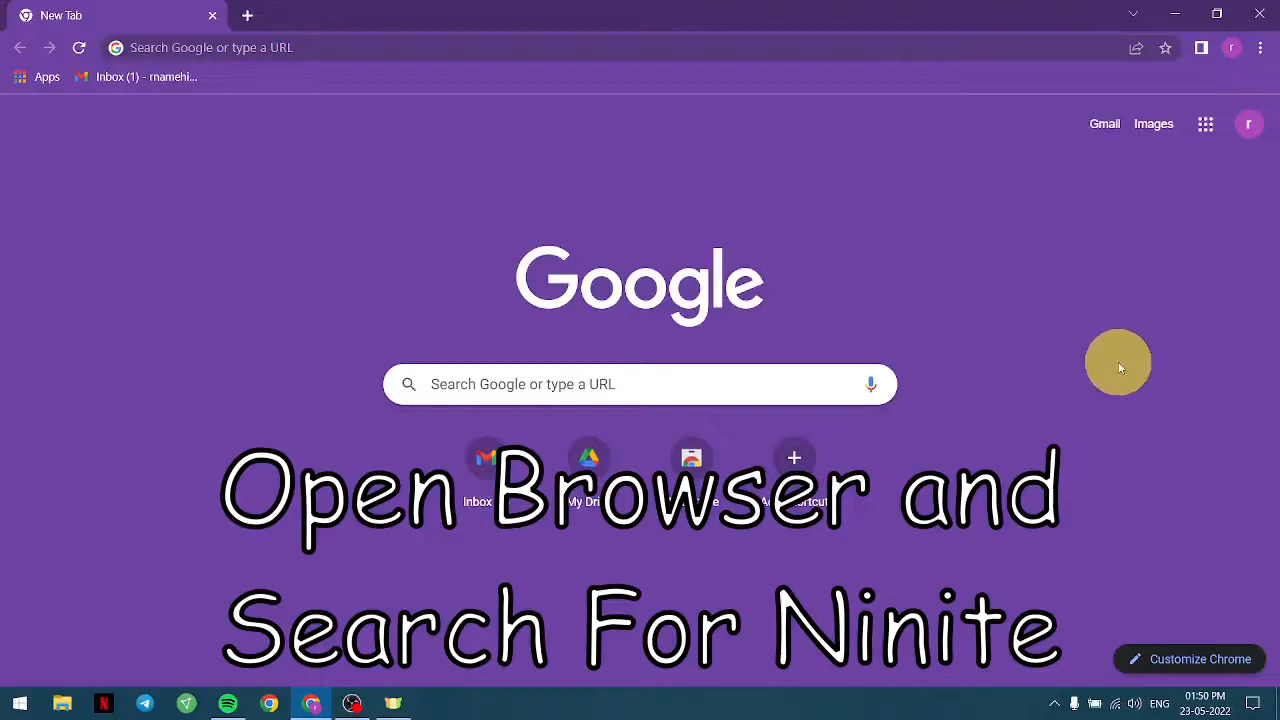 New Tab
Search Google or type a URL
Apps
Inbox (1) - rnamehi...
r
Gmail
Images
r
Google
Search Google or type a URL
Inbox
Open Browser and
Search For Ninite
Customize Chrome
N
r
ENG
01:50 PM
23-05-2022